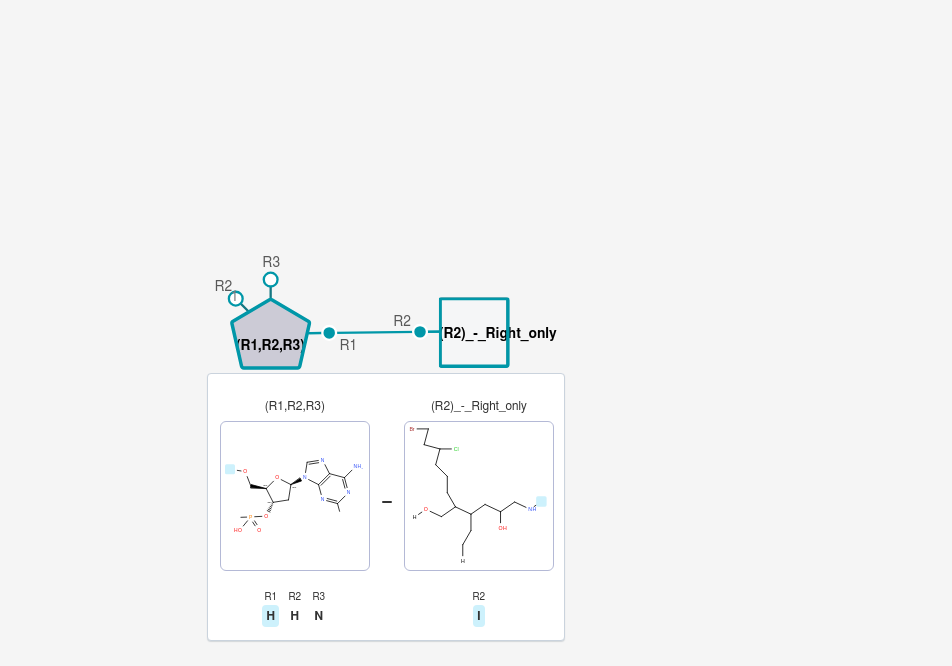 R3
R2
R2
(R1,R2,R3)
(R2)_-_Right_only
R1
(R1,R2,R3)
(R2)_-_Right_only
Br
Cl
N
NH
O
O
N
N
N
O
P
HO
O
O
H
N
OH
H
R1 R2 R3
H H N
R2
I